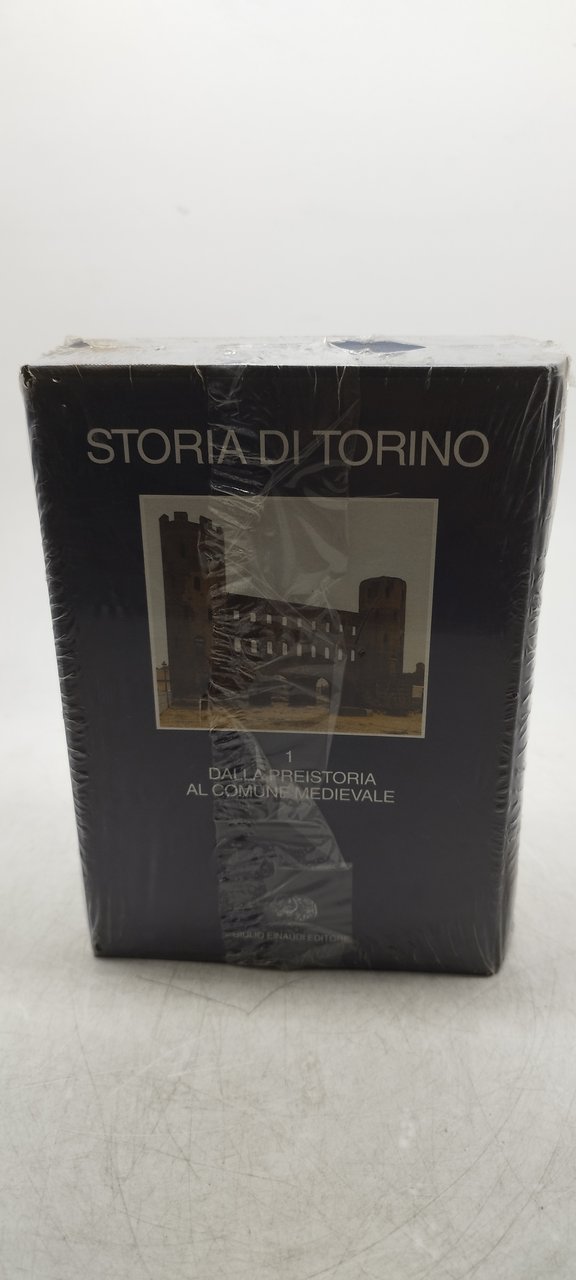 STORIA DI TORINO
1
DALLA PREISTORIA
AL COMUNE MEDIEVALE
GIULIO EINAUDI EDITORE